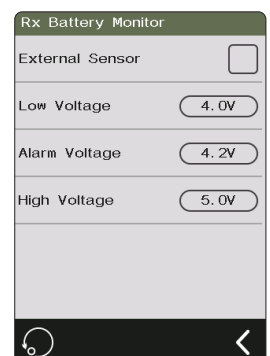 Rx Battery Monitor
External Sensor
Low Voltage 4.0V
Alarm Voltage 4.2V
High Voltage 5.0V